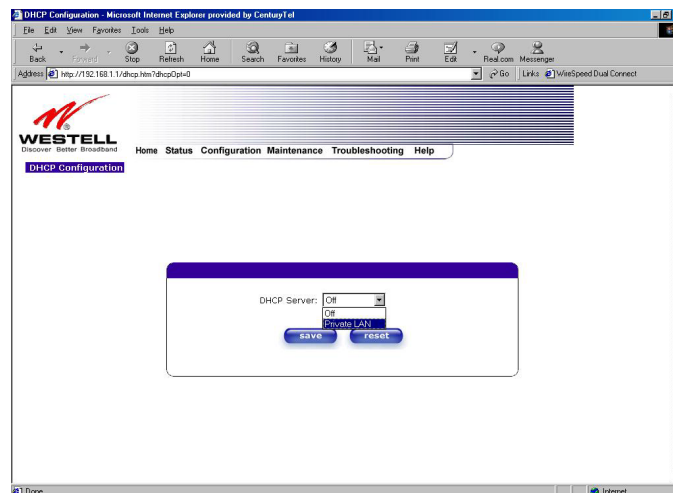 DHCP Configuration - Microsoft Internet Explorer provided by CenturyTel
File Edit View Favorites Tools Help
Back Forward Stop Refresh Home Search Favorites History Mail Print Edit Real.com Messenger
Address http://192.168.1.1/dhcp.htm?dhcpOpt=0 Go Links WireSpeed Dual Connect
WESTELL
Discover Better Broadband
Home Status Configuration Maintenance Troubleshooting Help
DHCP Configuration
DHCP Server: Off
Off
Private LAN
save reset
Done Internet